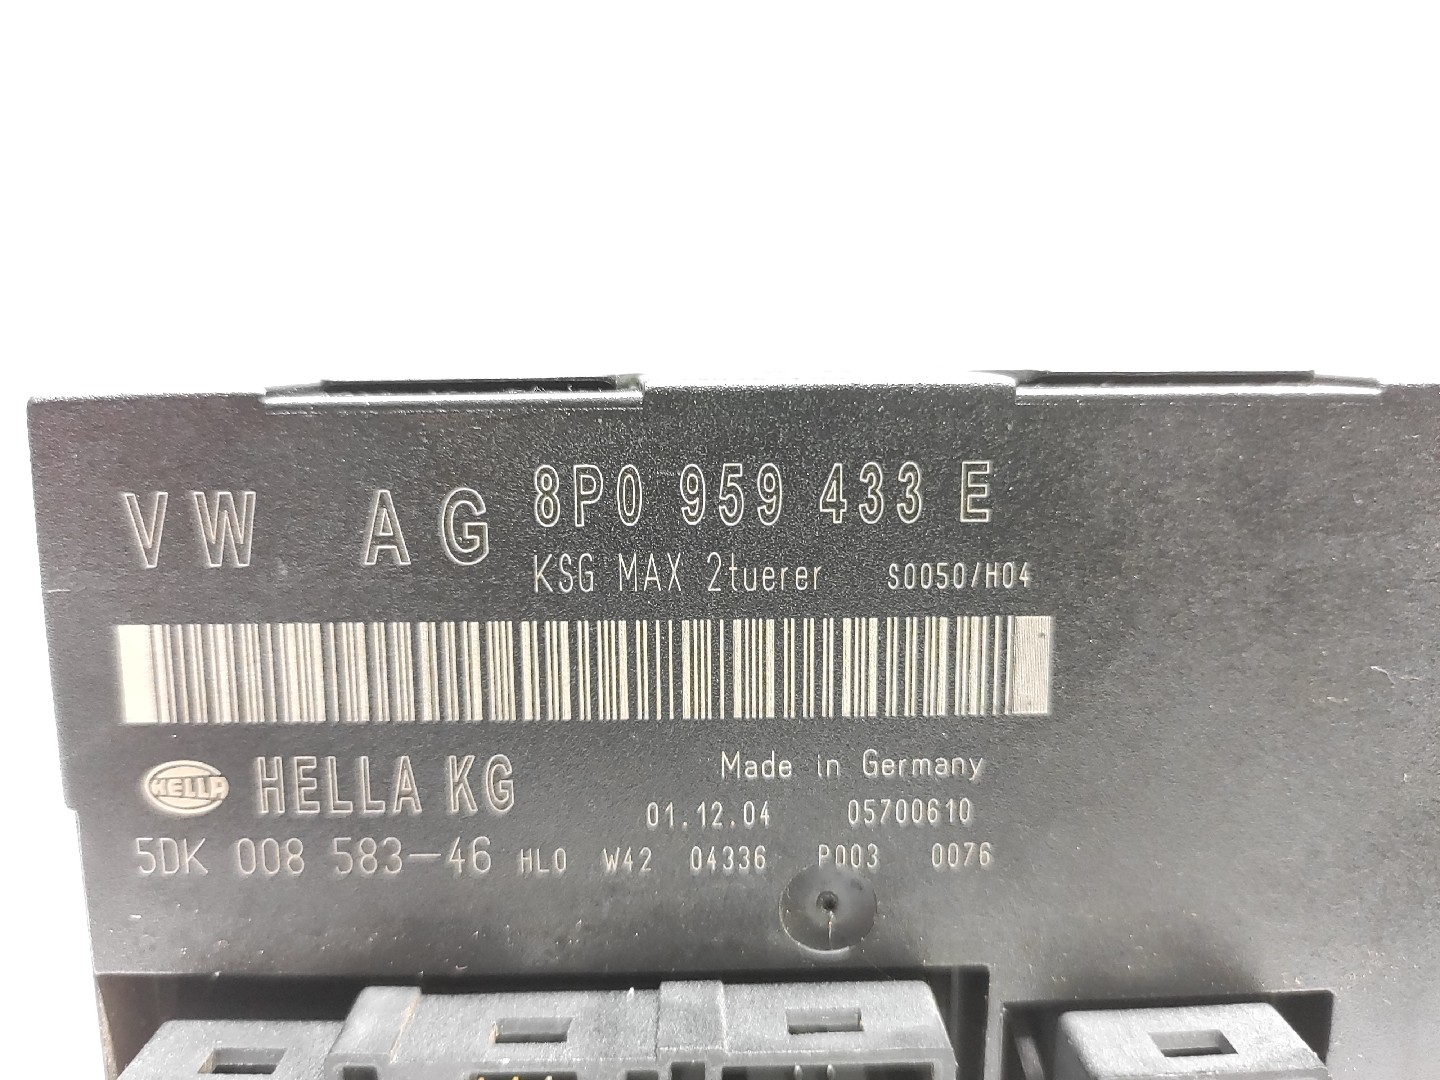 VW AG 8P0 959 433 E
KSG MAX 2tuerer S0050/H04
HELLA HELLA KG
Made in Germany
01.12.04 05700610
5DK 008 583-46 HL0 W42 04336 P003 0076